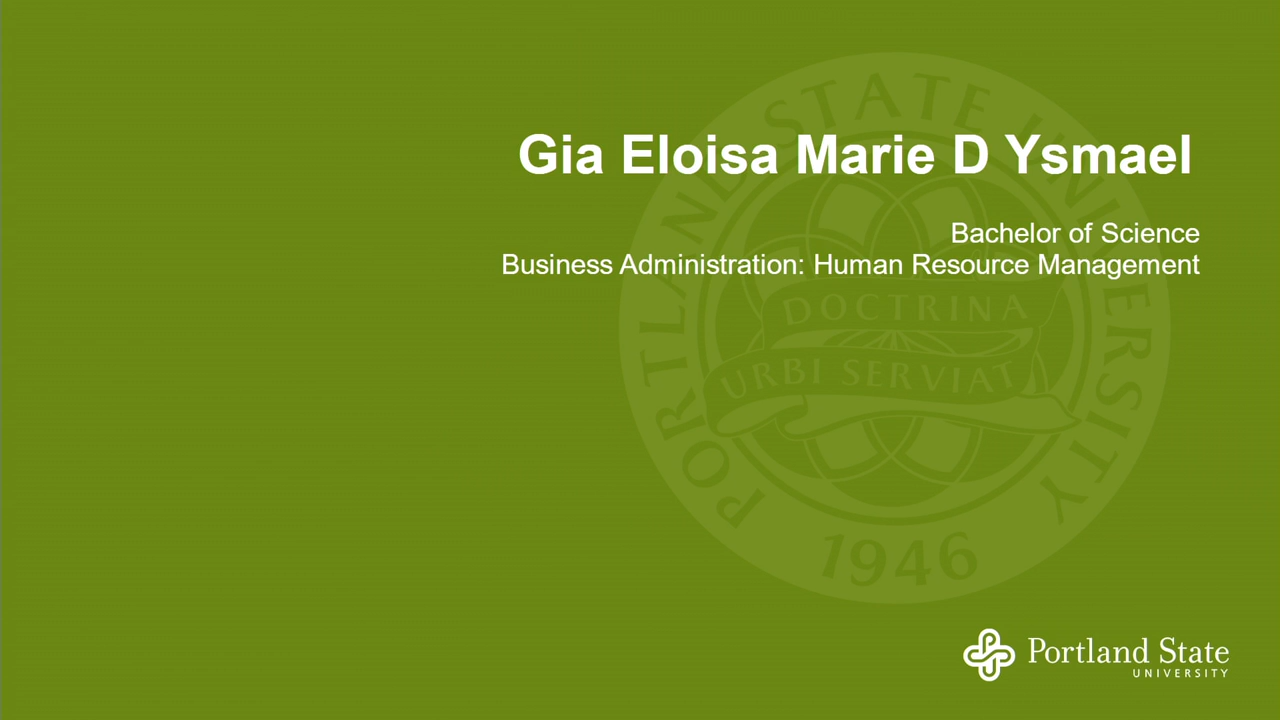 Gia Eloisa Marie D Ysmael
Bachelor of Science
Business Administration: Human Resource Management
PORTLAND STATE UNIVERSITY
DOCTRINA
URBI SERVIAT
1946
Portland State
UNIVERSITY